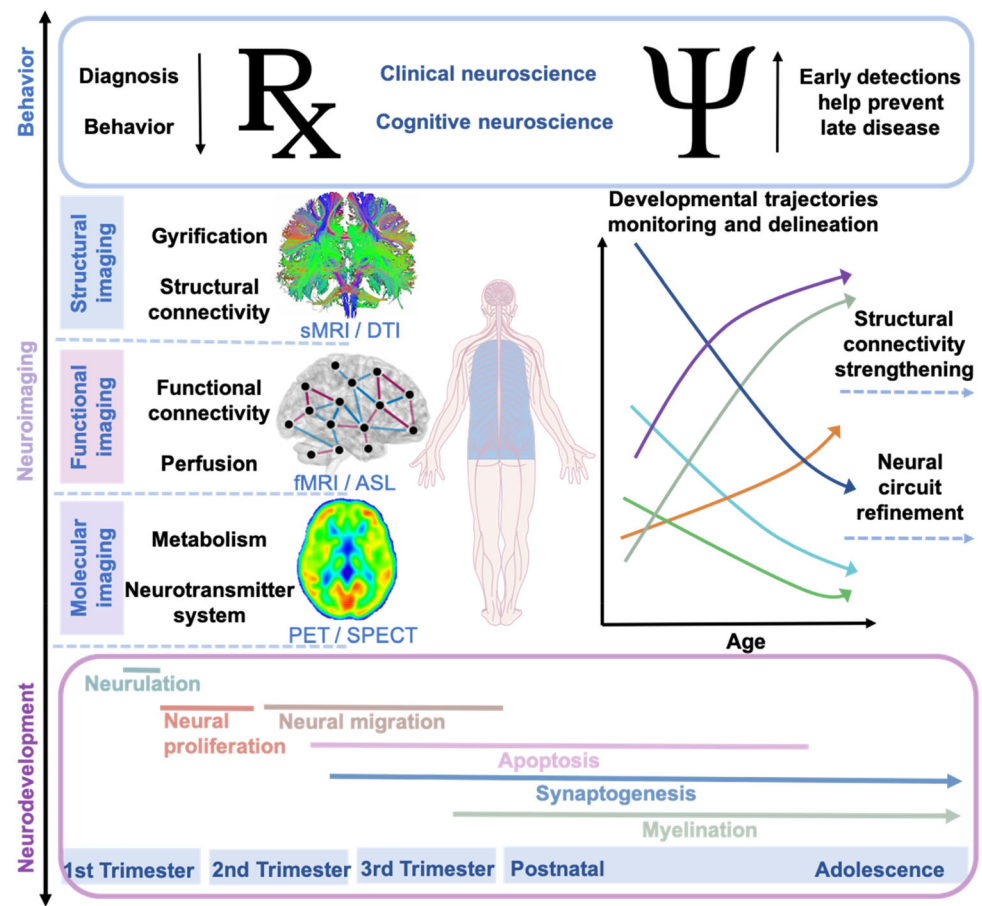 Behavior
Diagnosis
Behavior
Rx
Clinical neuroscience
Cognitive neuroscience
Ψ
Early detections
help prevent
late disease
Neuroimaging
Structural
imaging
Gyrification
Structural
connectivity
sMRI / DTI
Functional
imaging
Functional
connectivity
Perfusion
fMRI / ASL
Molecular
imaging
Metabolism
Neurotransmitter
system
PET / SPECT
Developmental trajectories
monitoring and delineation
Structural
connectivity
strengthening
Neural
circuit
refinement
Age
Neurodevelopment
Neurulation
Neural
proliferation
Neural migration
Apoptosis
Synaptogenesis
Myelination
1st Trimester
2nd Trimester
3rd Trimester
Postnatal
Adolescence